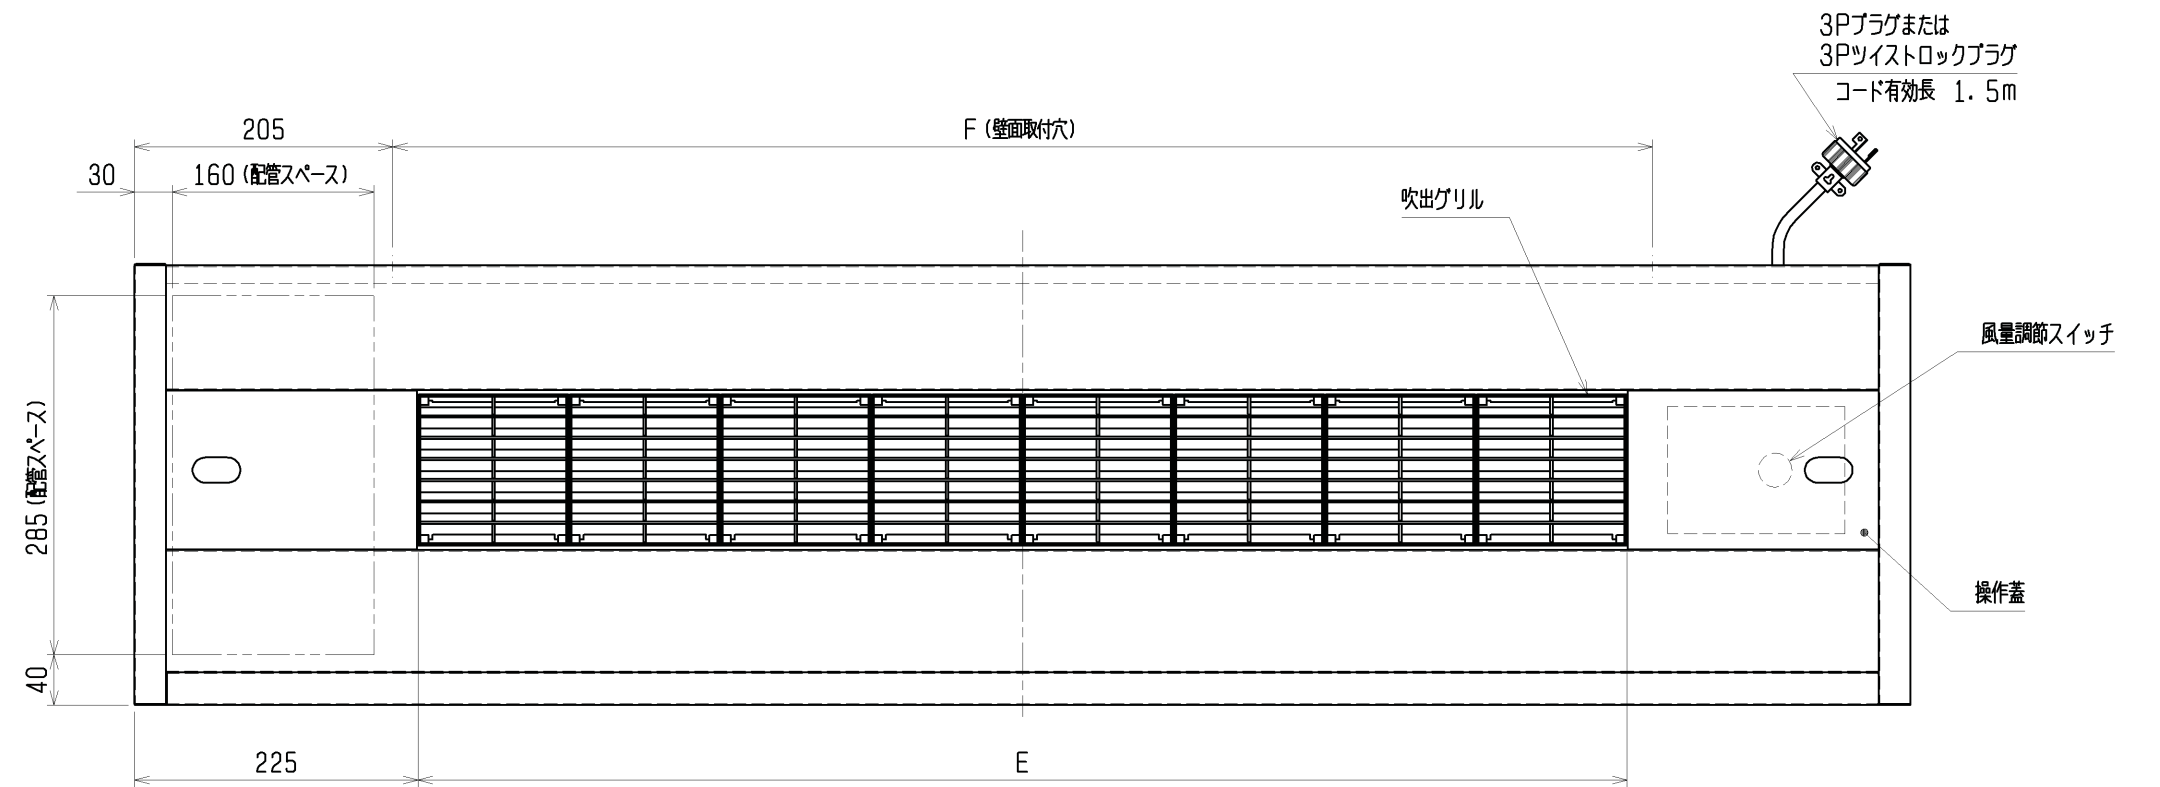 3Pプラグまたは
3Pツイストロックプラグ
コード有効長 1.5m
205
F(壁面取付穴)
30
160(配管スペース)
吹出グリル
風量調節スイッチ
285(配管スペース)
操作蓋
40
225
E